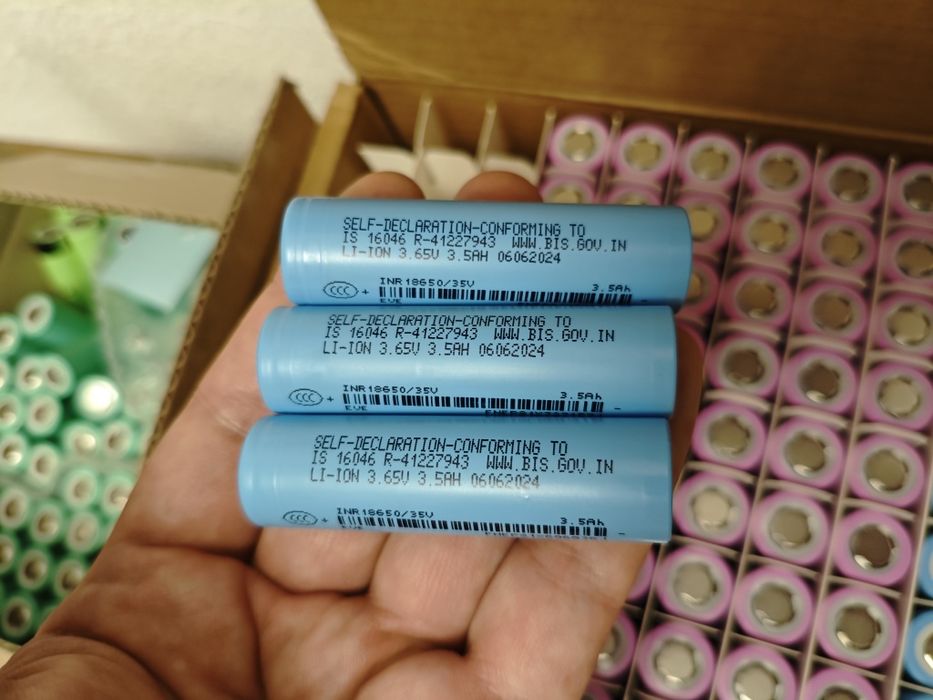 SELF-DECLARATION-CONFORMING TO
IS 16046 R-41227943 WWW.BIS.GOV.IN
LI-ION 3.65V 3.5AH 06062024
INR18650/35V 3.5Ah
CCC + -
EVE
SELF-DECLARATION-CONFORMING TO
IS 16046 R-41227943 WWW.BIS.GOV.IN
LI-ION 3.65V 3.5AH 06062024
INR18650/35V 3.5Ah
CCC + -
EVE
SELF-DECLARATION-CONFORMING TO
IS 16046 R-41227943 WWW.BIS.GOV.IN
LI-ION 3.65V 3.5AH 06062024
INR18650/35V 3.5Ah
CCC + -